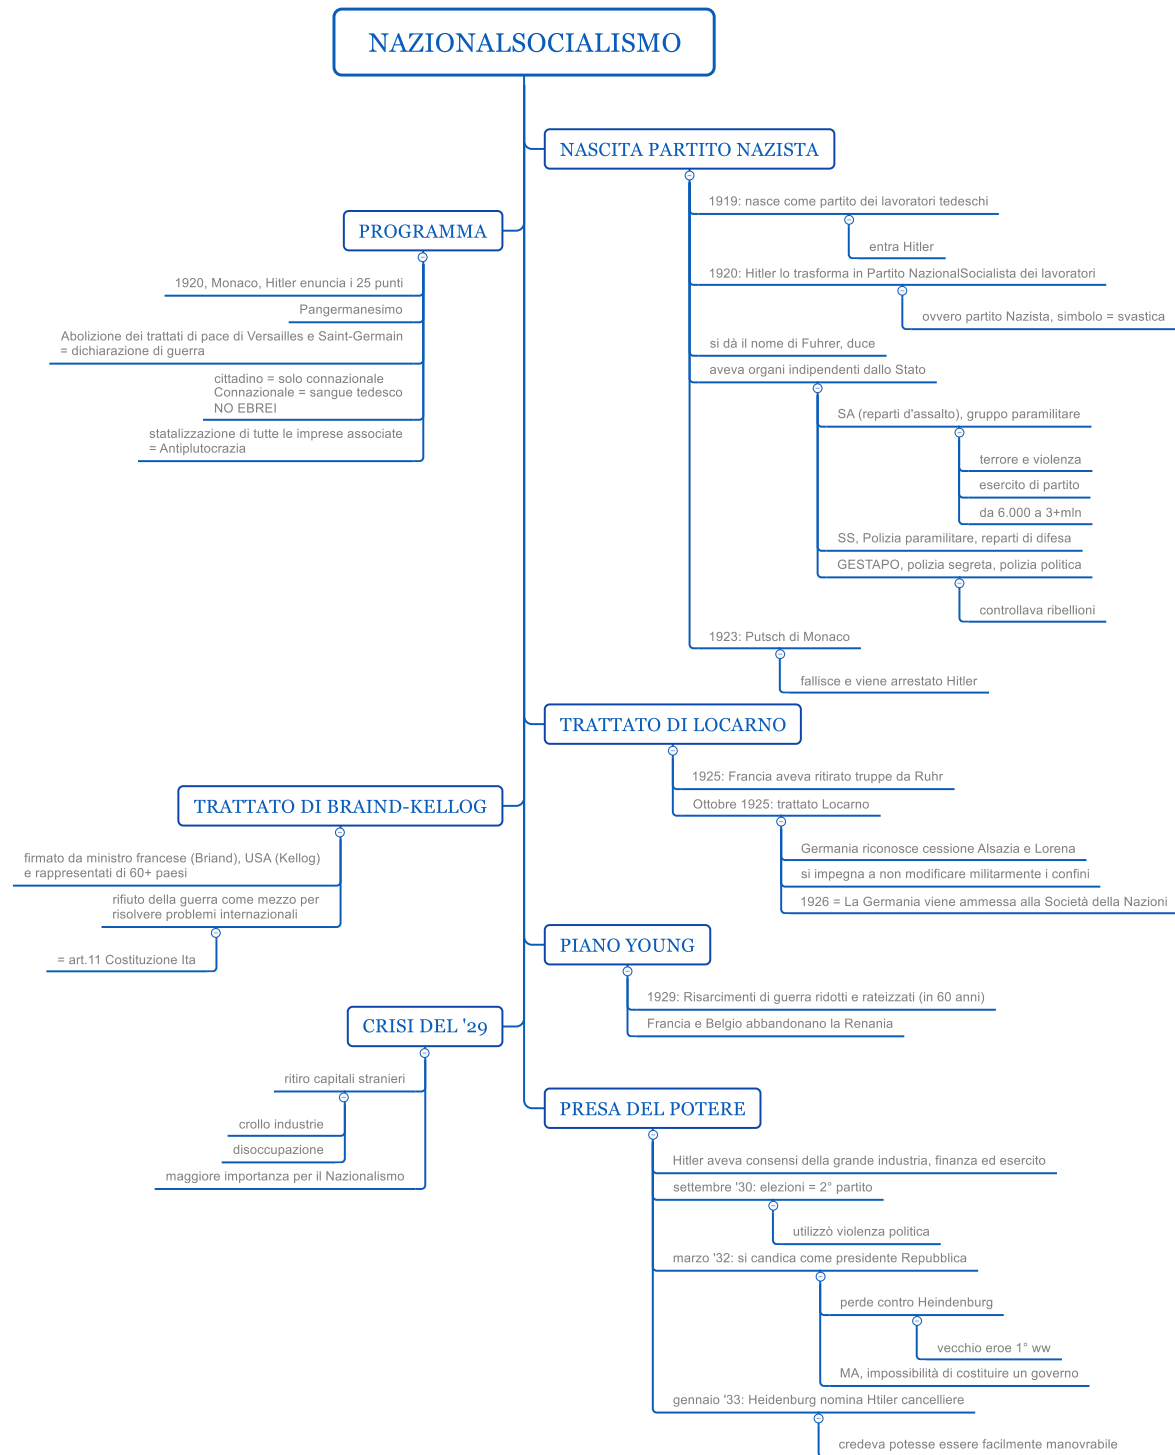 NAZIONALSOCIALISMO
NASCITA PARTITO NAZISTA
1919: nasce come partito dei lavoratori tedeschi
entra Hitler
1920: Hitler lo trasforma in Partito NazionalSocialista dei lavoratori
ovvero partito Nazista, simbolo = svastica
si dà il nome di Fuhrer, duce
aveva organi indipendenti dallo Stato
SA (reparti d'assalto), gruppo paramilitare
terrore e violenza
esercito di partito
da 6.000 a 3+mln
SS, Polizia paramilitare, reparti di difesa
GESTAPO, polizia segreta, polizia politica
controllava ribellioni
1923: Putsch di Monaco
fallisce e viene arrestato Hitler
PROGRAMMA
1920, Monaco, Hitler enuncia i 25 punti
Pangermanesimo
Abolizione dei trattati di pace di Versailles e Saint-Germain
= dichiarazione di guerra
cittadino = solo connazionale
Connazionale = sangue tedesco
NO EBREI
statalizzazione di tutte le imprese associate
= Antiplutocrazia
TRATTATO DI LOCARNO
1925: Francia aveva ritirato truppe da Ruhr
Ottobre 1925: trattato Locarno
Germania riconosce cessione Alsazia e Lorena
si impegna a non modificare militarmente i confini
1926 = La Germania viene ammessa alla Società della Nazioni
TRATTATO DI BRAIND-KELLOG
firmato da ministro francese (Briand), USA (Kellog)
e rappresentati di 60+ paesi
rifiuto della guerra come mezzo per
risolvere problemi internazionali
= art.11 Costituzione Ita
PIANO YOUNG
1929: Risarcimenti di guerra ridotti e rateizzati (in 60 anni)
Francia e Belgio abbandonano la Renania
CRISI DEL '29
ritiro capitali stranieri
crollo industrie
disoccupazione
maggiore importanza per il Nazionalismo
PRESA DEL POTERE
Hitler aveva consensi della grande industria, finanza ed esercito
settembre '30: elezioni = 2° partito
utilizzò violenza politica
marzo '32: si candica come presidente Repubblica
perde contro Heindenburg
vecchio eroe 1° ww
MA, impossibilità di costituire un governo
gennaio '33: Heidenburg nomina Htiler cancelliere
credeva potesse essere facilmente manovrabile